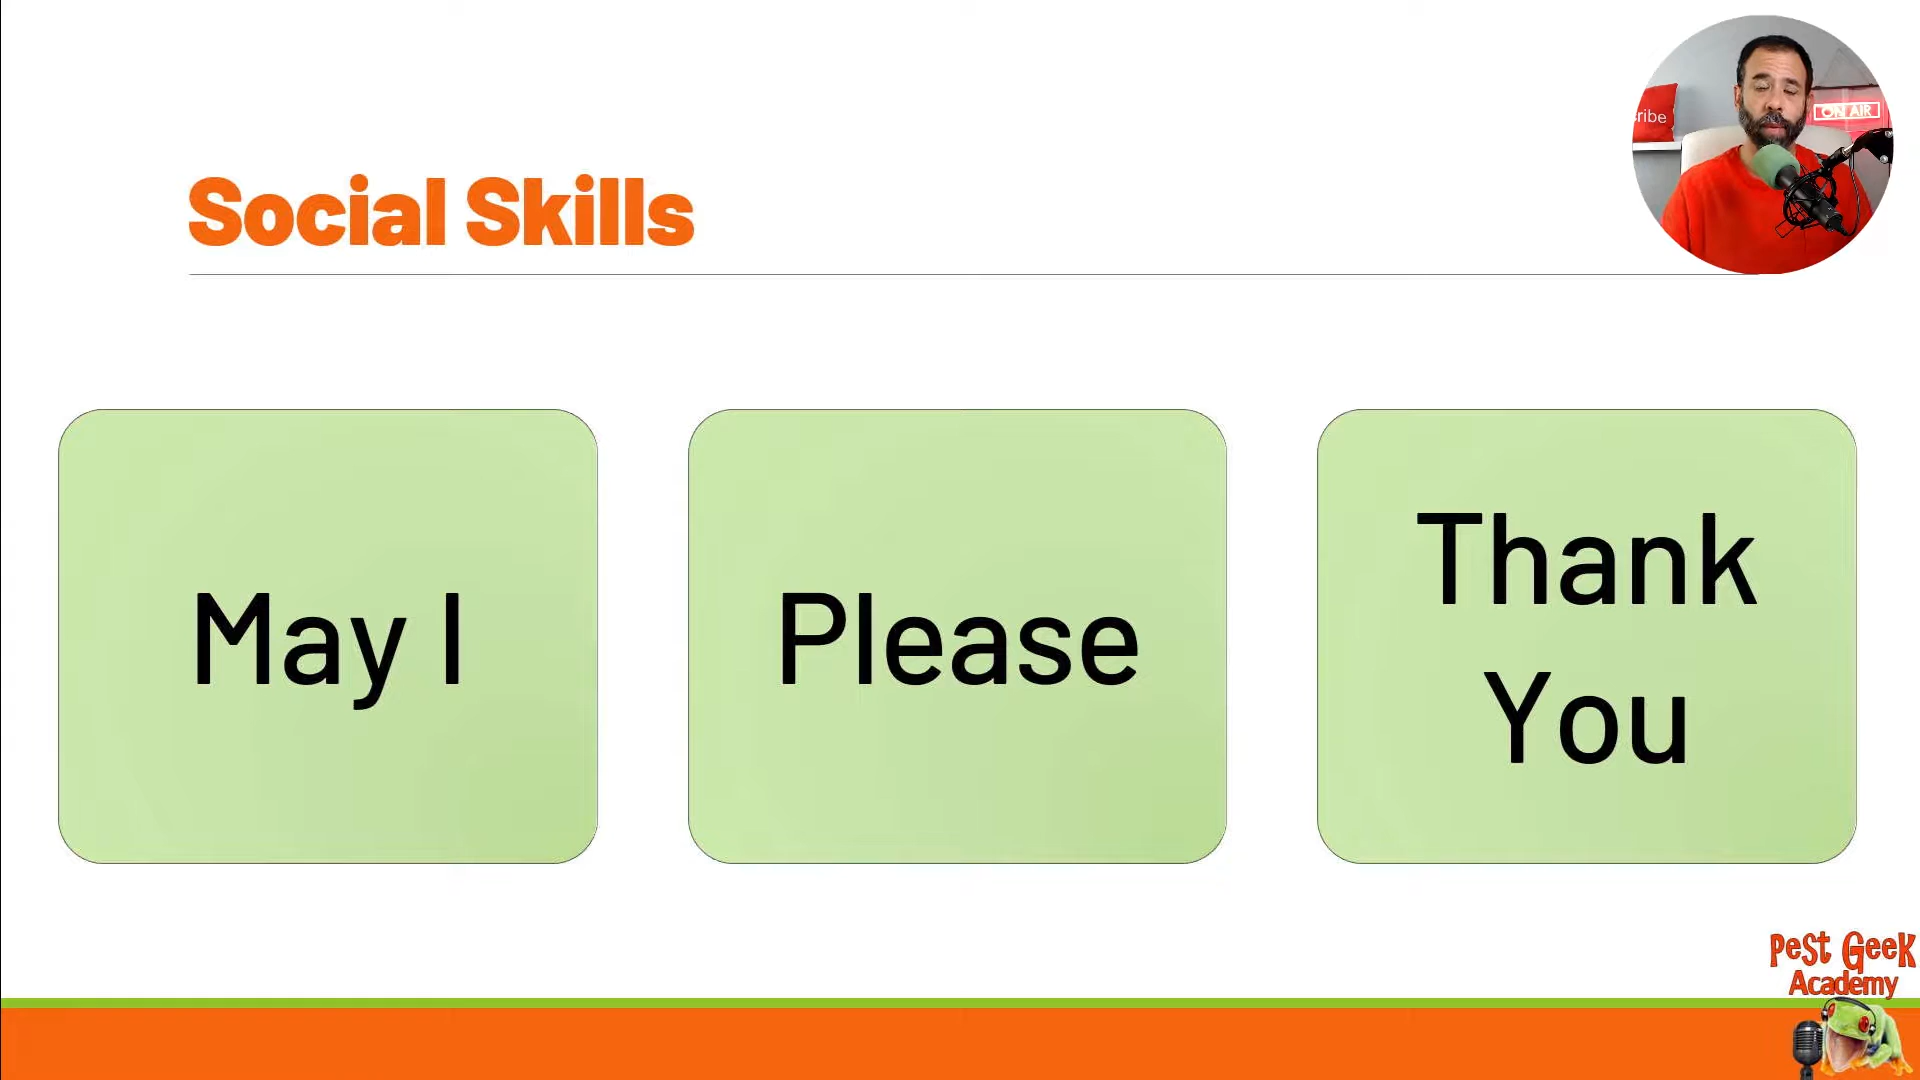 Social Skills
ribe
ON AIR
May I
Please
Thank
You
Pest Geek
Academy